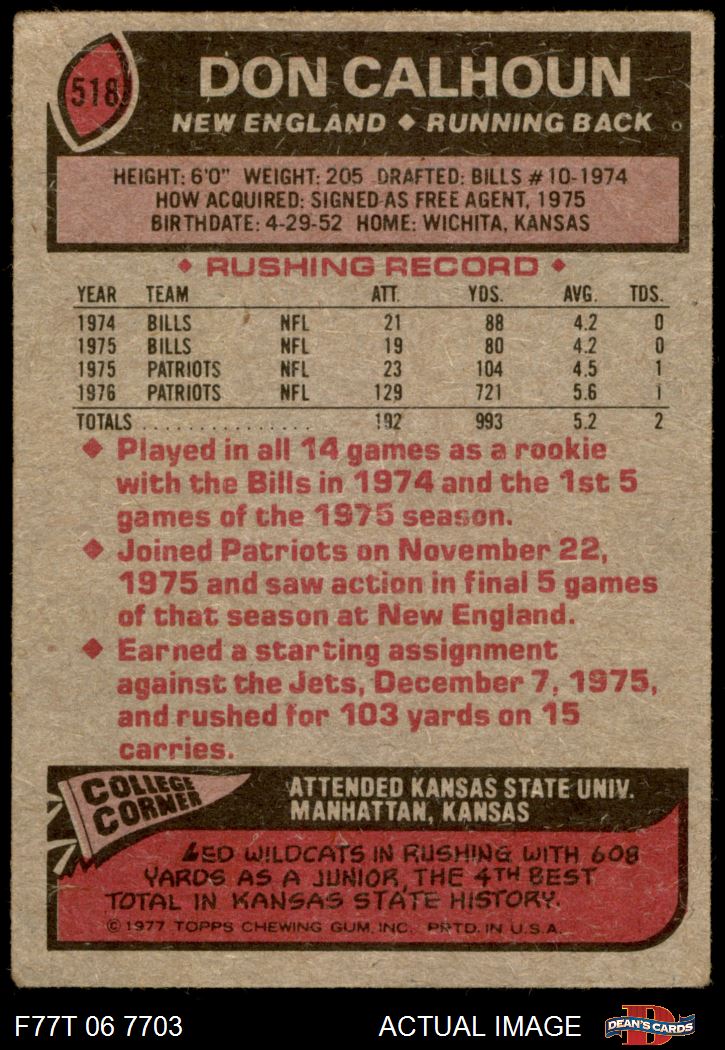 518
DON CALHOUN
NEW ENGLAND ♦ RUNNING BACK
HEIGHT: 6'0" WEIGHT: 205 DRAFTED: BILLS #10-1974
HOW ACQUIRED: SIGNED AS FREE AGENT, 1975
BIRTHDATE: 4-29-52 HOME: WICHITA, KANSAS
♦ RUSHING RECORD ♦
YEAR TEAM ATT. YDS. AVG. TDS.
1974 BILLS NFL 21 88 4.2 0
1975 BILLS NFL 19 80 4.2 0
1975 PATRIOTS NFL 23 104 4.5 1
1976 PATRIOTS NFL 129 721 5.6 1
TOTALS . . . . . . . . . . . . . . . . 192 993 5.2 2
♦ Played in all 14 games as a rookie
with the Bills in 1974 and the 1st 5
games of the 1975 season.
♦ Joined Patriots on November 22,
1975 and saw action in final 5 games
of that season at New England.
♦ Earned a starting assignment
against the Jets, December 7, 1975,
and rushed for 103 yards on 15
carries.
COLLEGE
CORNER
ATTENDED KANSAS STATE UNIV.
MANHATTAN, KANSAS
LED WILDCATS IN RUSHING WITH 608
YARDS AS A JUNIOR, THE 4TH BEST
TOTAL IN KANSAS STATE HISTORY.
© 1977 TOPPS CHEWING GUM, INC. PRTD. IN U.S.A.
F77T 06 7703 ACTUAL IMAGE
DEAN'S CARDS